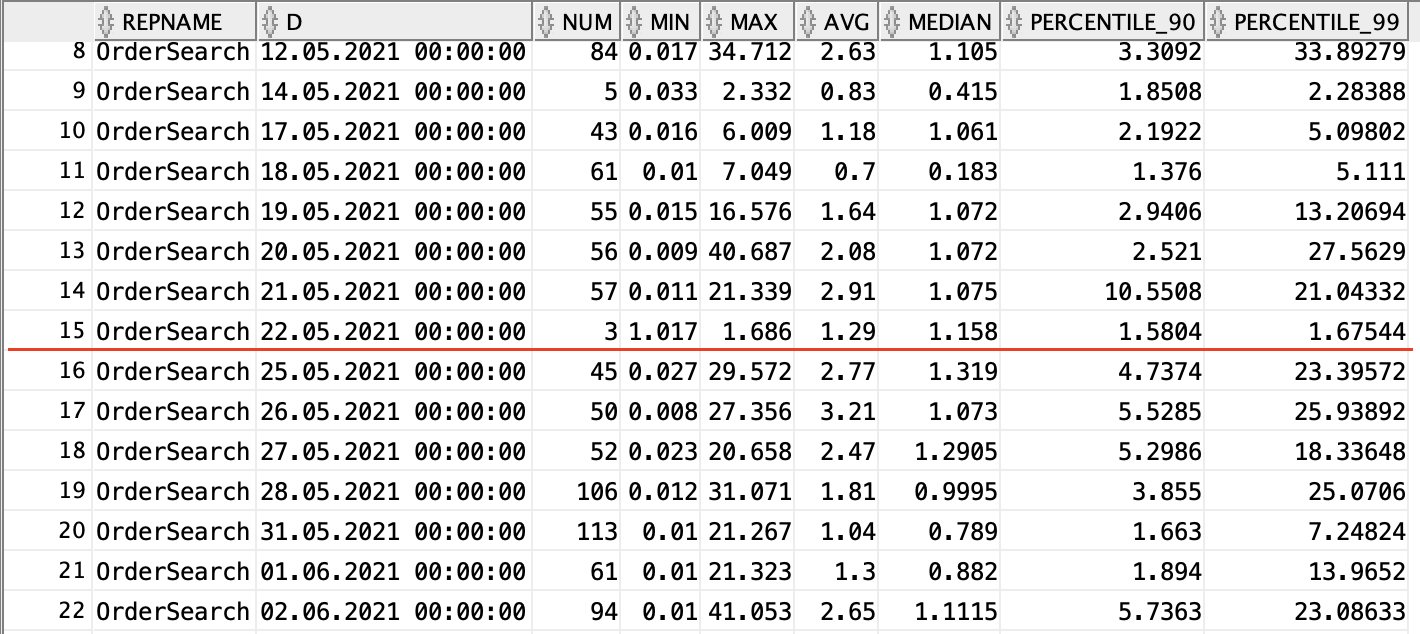 REPNAME D NUM MIN MAX AVG MEDIAN PERCENTILE_90 PERCENTILE_99
8 OrderSearch 12.05.2021 00:00:00 84 0.017 34.712 2.63 1.105 3.3092 33.89279
9 OrderSearch 14.05.2021 00:00:00 5 0.033 2.332 0.83 0.415 1.8508 2.28388
10 OrderSearch 17.05.2021 00:00:00 43 0.016 6.009 1.18 1.061 2.1922 5.09802
11 OrderSearch 18.05.2021 00:00:00 61 0.01 7.049 0.7 0.183 1.376 5.111
12 OrderSearch 19.05.2021 00:00:00 55 0.015 16.576 1.64 1.072 2.9406 13.20694
13 OrderSearch 20.05.2021 00:00:00 56 0.009 40.687 2.08 1.072 2.521 27.5629
14 OrderSearch 21.05.2021 00:00:00 57 0.011 21.339 2.91 1.075 10.5508 21.04332
15 OrderSearch 22.05.2021 00:00:00 3 1.017 1.686 1.29 1.158 1.5804 1.67544
16 OrderSearch 25.05.2021 00:00:00 45 0.027 29.572 2.77 1.319 4.7374 23.39572
17 OrderSearch 26.05.2021 00:00:00 50 0.008 27.356 3.21 1.073 5.5285 25.93892
18 OrderSearch 27.05.2021 00:00:00 52 0.023 20.658 2.47 1.2905 5.2986 18.33648
19 OrderSearch 28.05.2021 00:00:00 106 0.012 31.071 1.81 0.9995 3.855 25.0706
20 OrderSearch 31.05.2021 00:00:00 113 0.01 21.267 1.04 0.789 1.663 7.24824
21 OrderSearch 01.06.2021 00:00:00 61 0.01 21.323 1.3 0.882 1.894 13.9652
22 OrderSearch 02.06.2021 00:00:00 94 0.01 41.053 2.65 1.1115 5.7363 23.08633